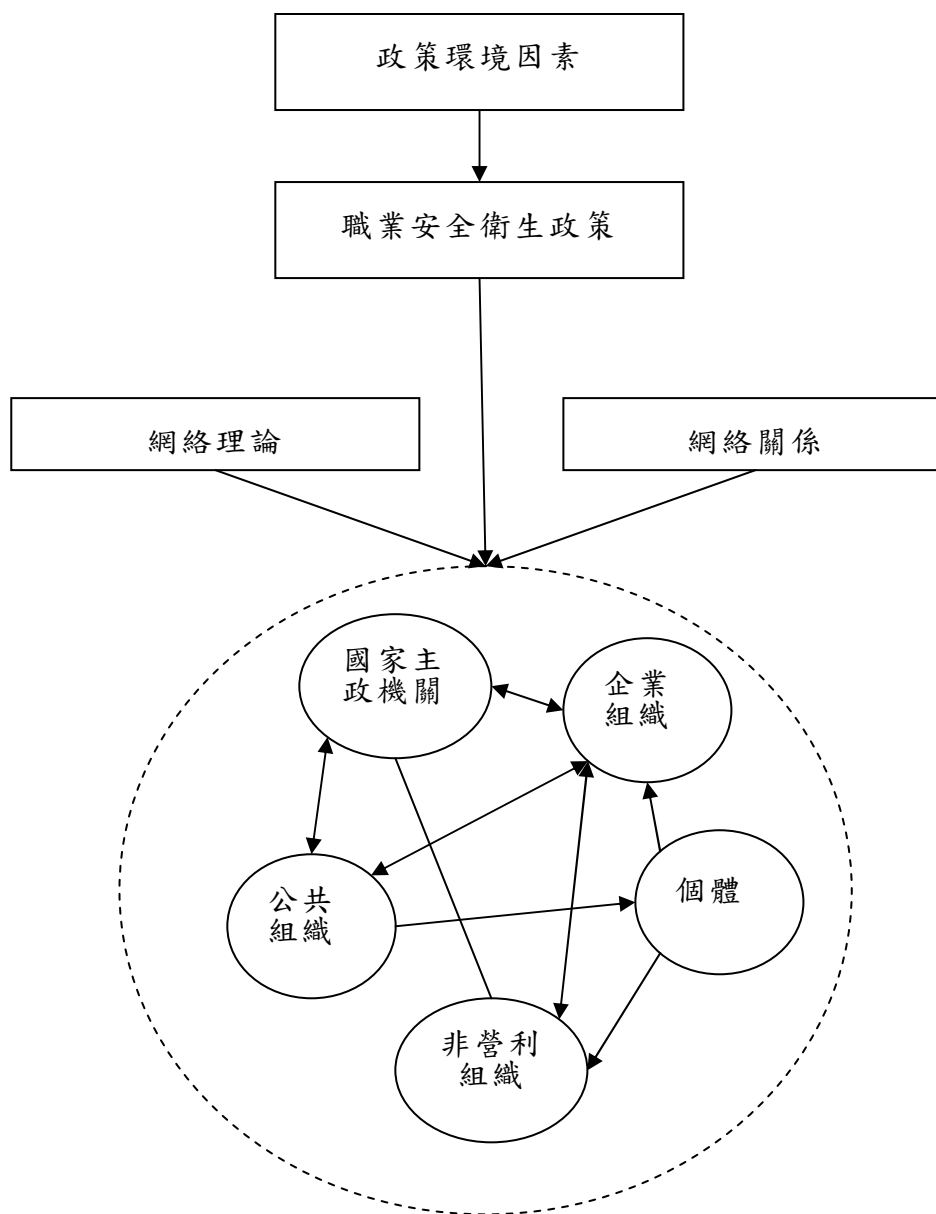 政策環境因素
職業安全衛生政策
網絡理論
網絡關係
國家主
政機關
企業
組織
公共
組織
個體
非營利
組織